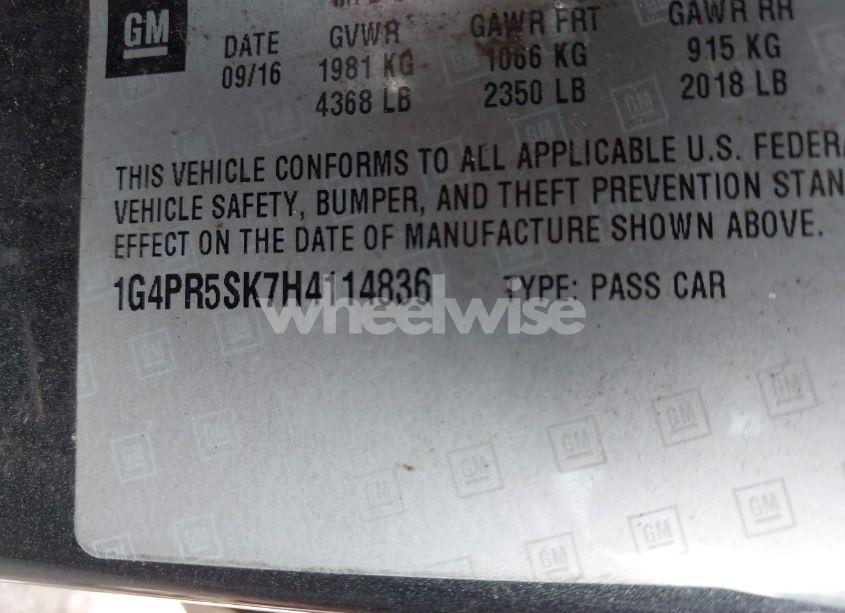 GM
DATE GVWR GAWR FRT GAWR RR
09/16 1981 KG 1066 KG 915 KG
4368 LB 2350 LB 2018 LB
THIS VEHICLE CONFORMS TO ALL APPLICABLE U.S. FEDERA
VEHICLE SAFETY, BUMPER, AND THEFT PREVENTION STAN
EFFECT ON THE DATE OF MANUFACTURE SHOWN ABOVE.
1G4PR5SK7H4114836 TYPE: PASS CAR
wheelwise